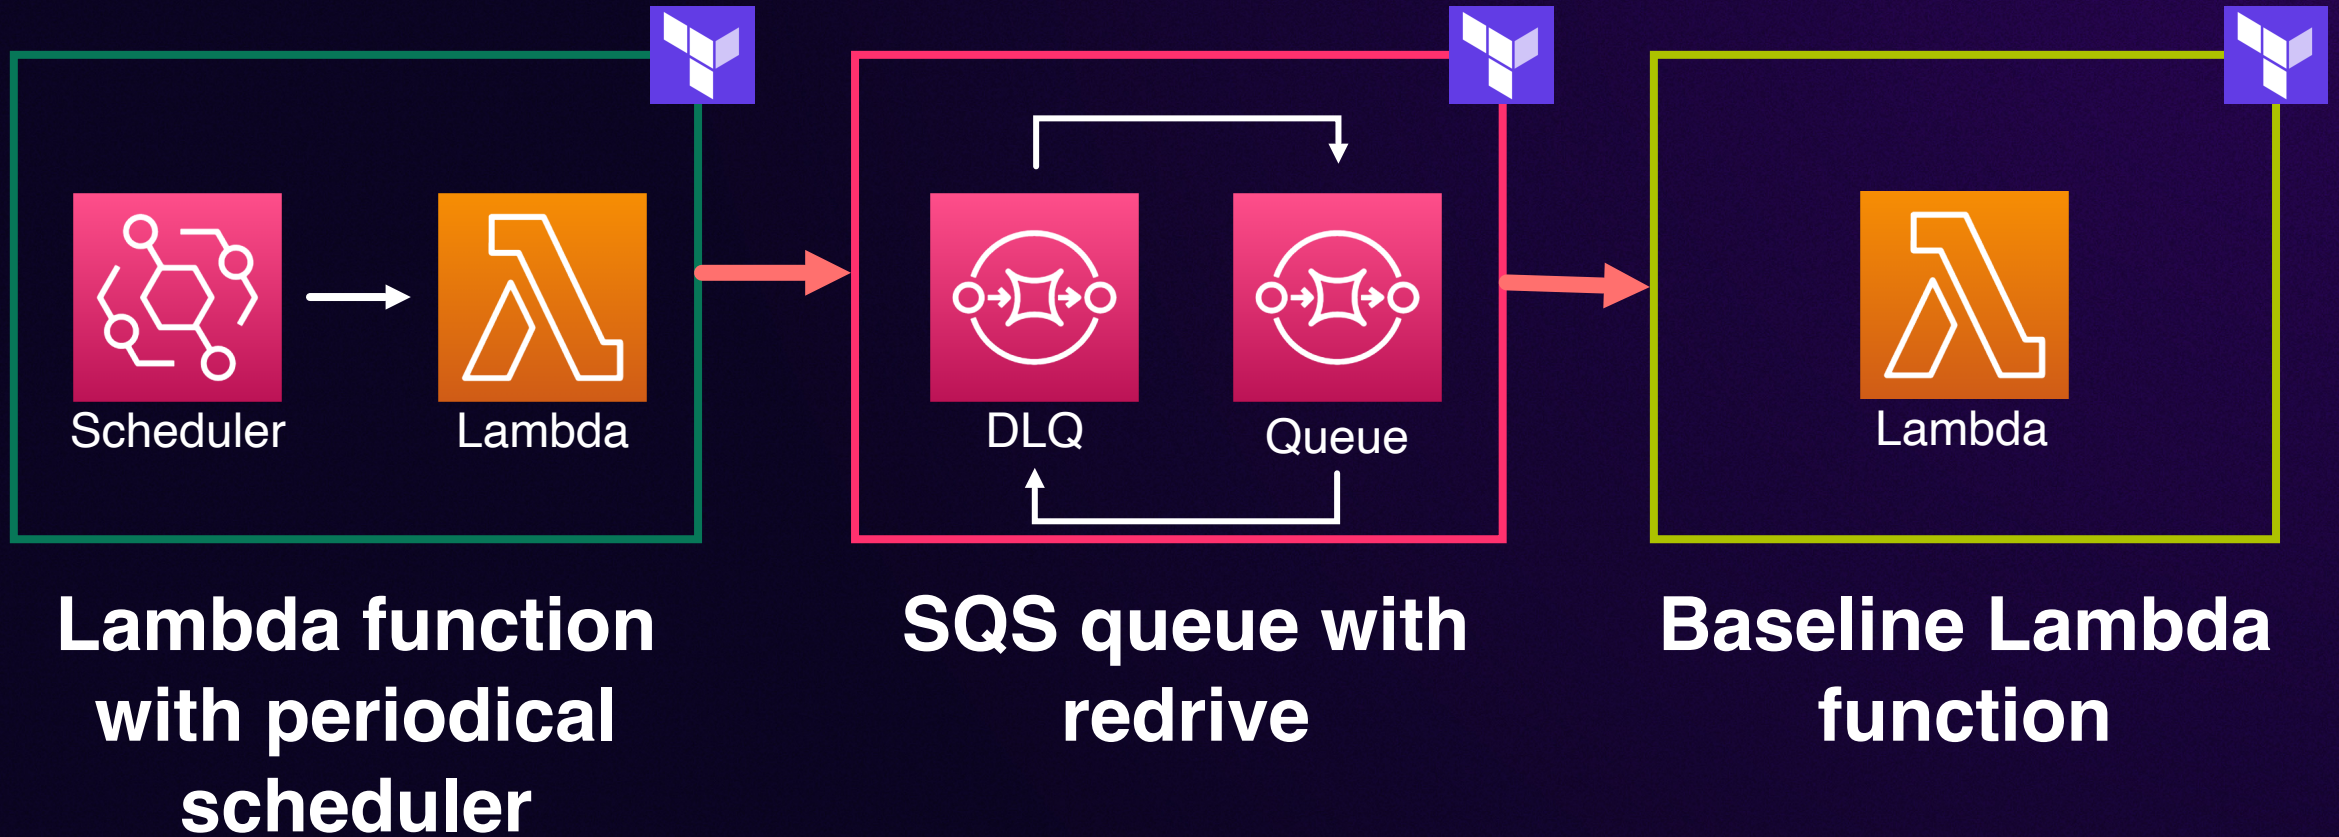 Scheduler
Lambda
DLQ
Queue
Lambda
Lambda function
with periodical
scheduler
SQS queue with
redrive
Baseline Lambda
function